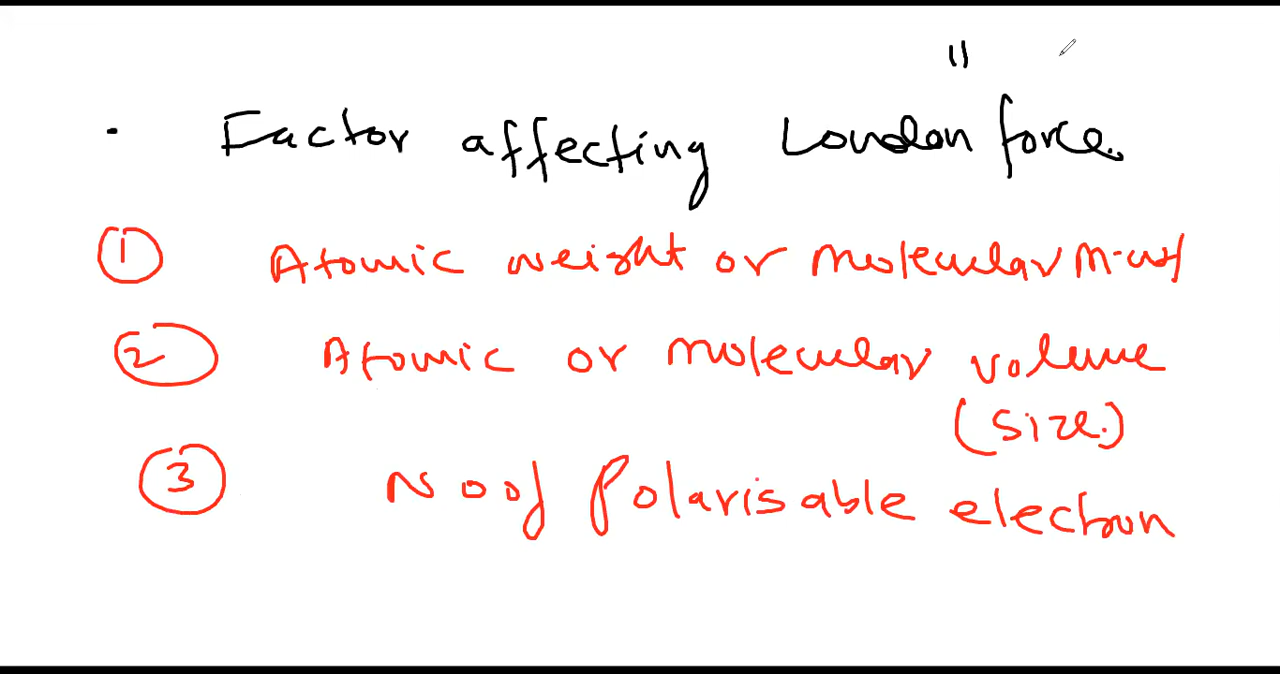 "
· Factor affecting London force.
① Atomic weight or molecular m.wt
② Atomic or molecular volume
(size.)
③ No of Polarisable electron